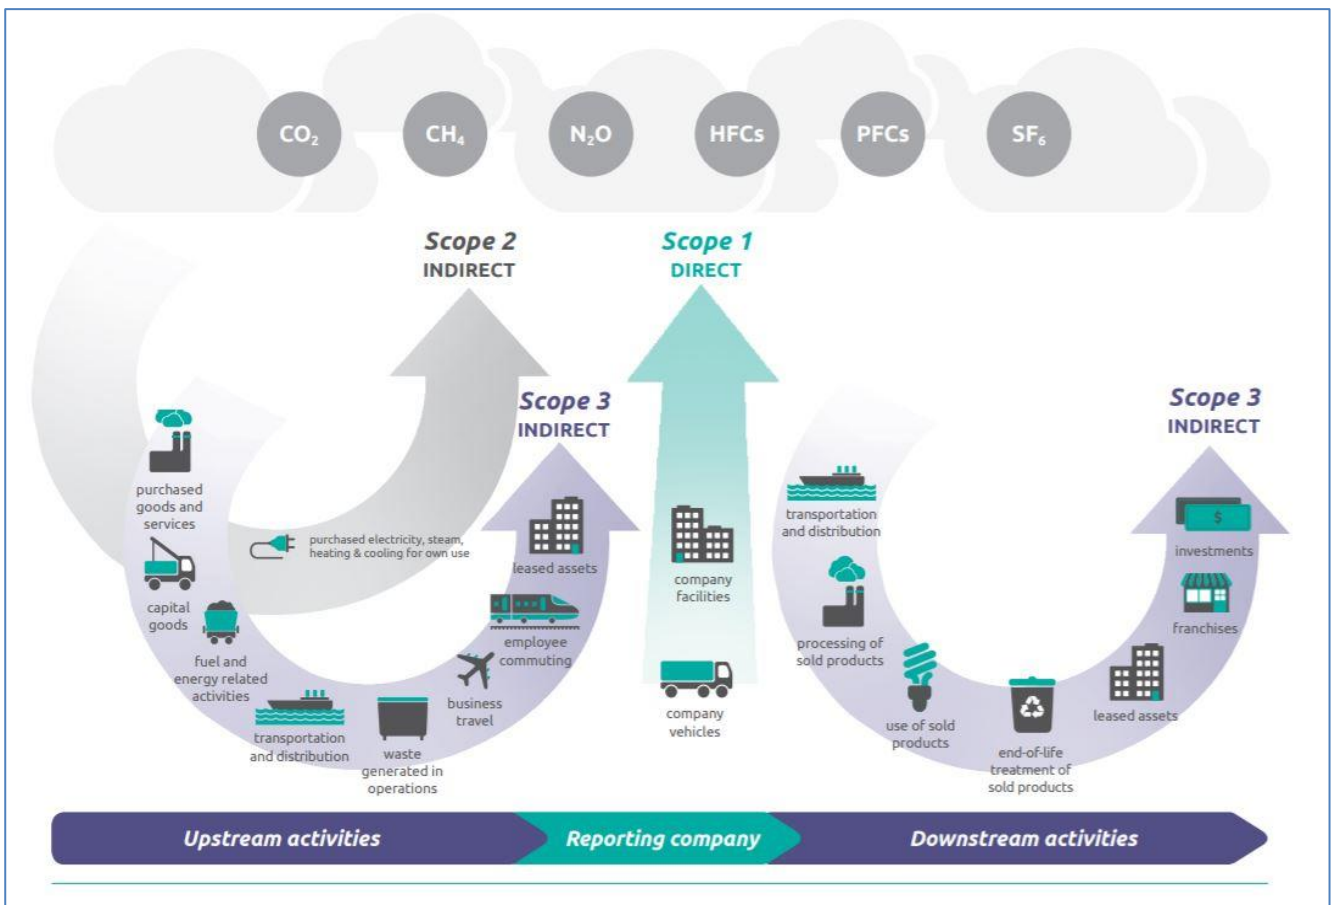 CO₂
CH₄
N₂O
HFCs
PFCs
SF₆
Scope 2
INDIRECT
Scope 1
DIRECT
Scope 3
INDIRECT
Scope 3
INDIRECT
purchased
goods and
services
capital
goods
fuel and
energy related
activities
purchased electricity, steam,
heating & cooling for own use
transportation
and distribution
waste
generated in
operations
business
travel
employee
commuting
leased assets
company
facilities
company
vehicles
transportation
and distribution
processing of
sold products
use of sold
products
end-of-life
treatment of
sold products
leased assets
franchises
$
investments
Upstream activities
Reporting company
Downstream activities